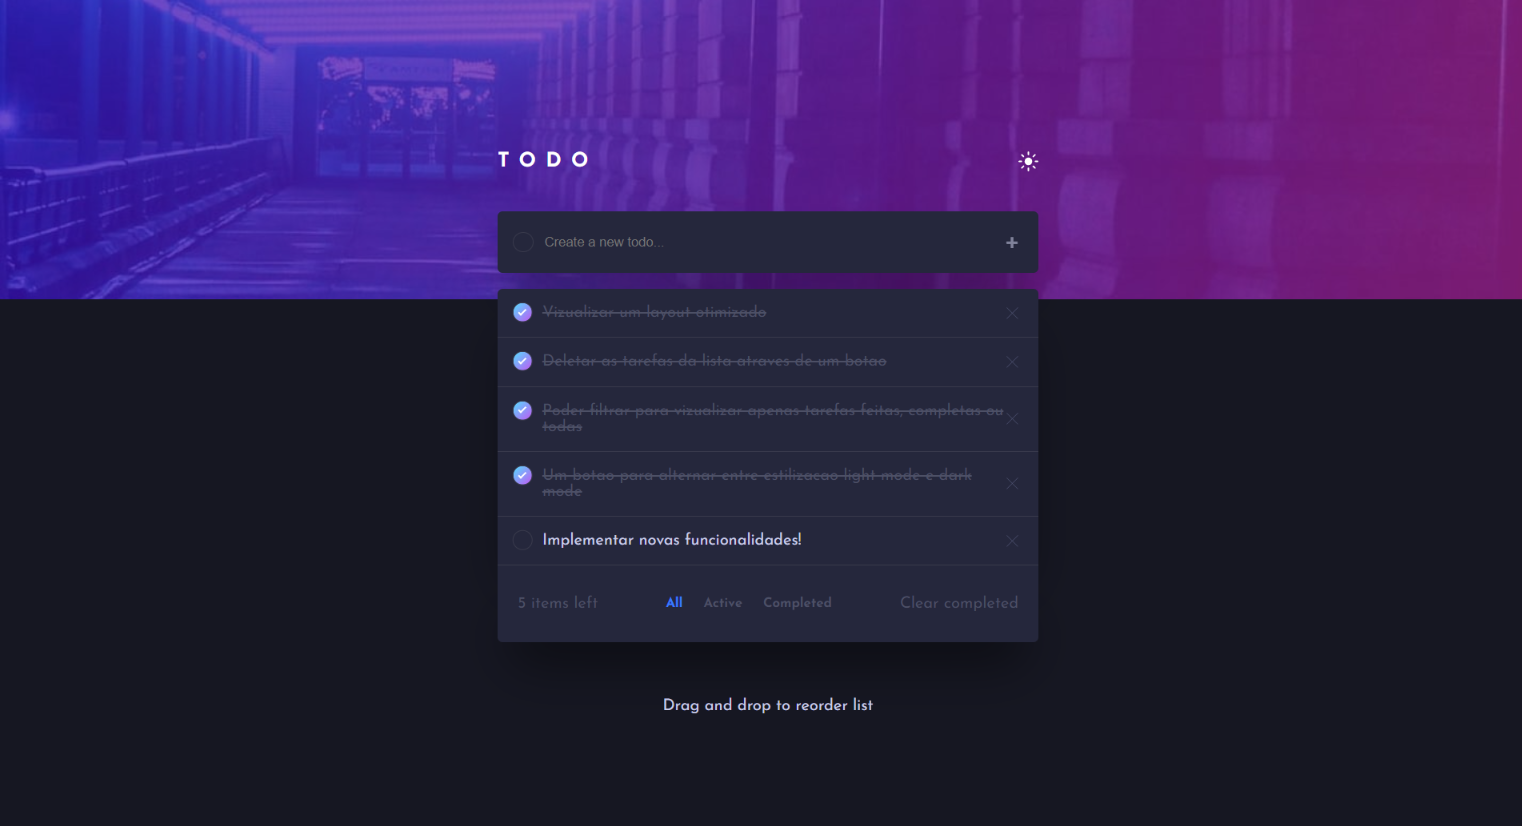 TODO
Create a new todo...
Vizualizar um layout otimizado
Deletar as tarefas da lista atraves de um botao
Poder filtrar para vizualizar apenas tarefas feitas, completas ou
todas
Um botao para alternar entre estilizacao light mode e dark
mode
Implementar novas funcionalidades!
5 items left All Active Completed Clear completed
Drag and drop to reorder list